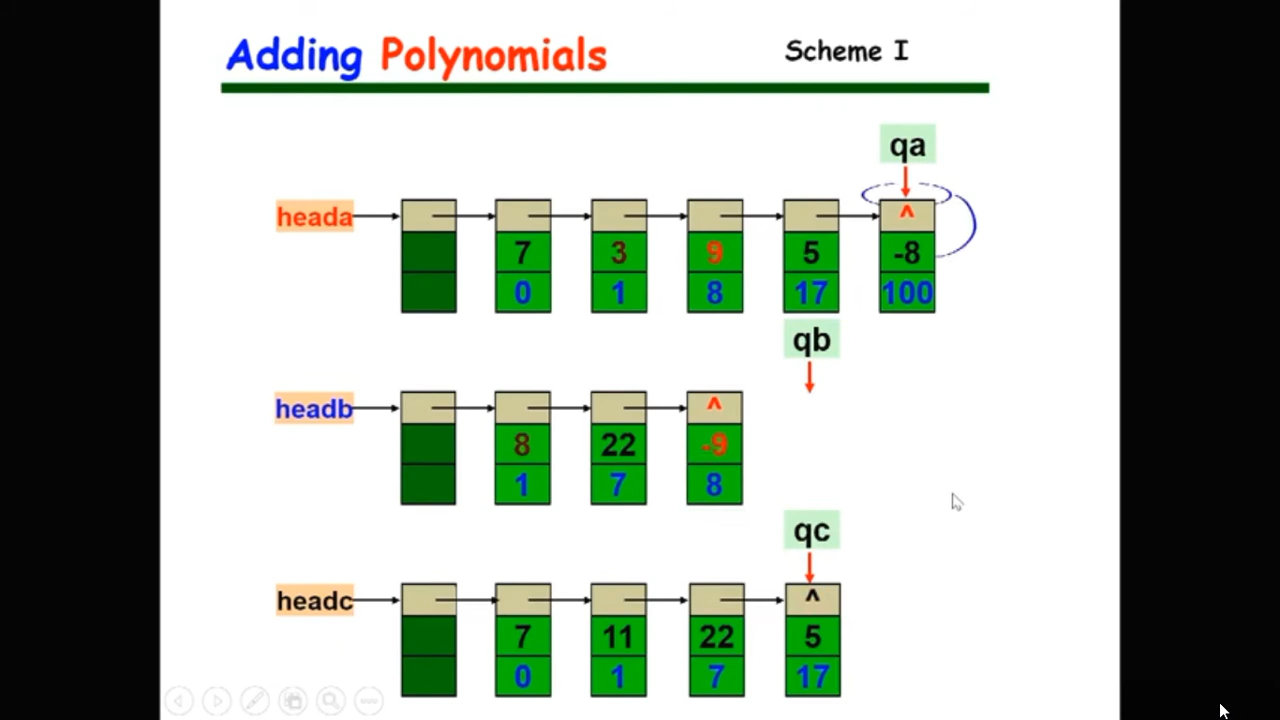 Adding Polynomials
Scheme I
qa
heada
^
7 3 9 5 -8
0 1 8 17 100
qb
headb
^
8 22 -9
1 7 8
qc
headc
^
7 11 22 5
0 1 7 17